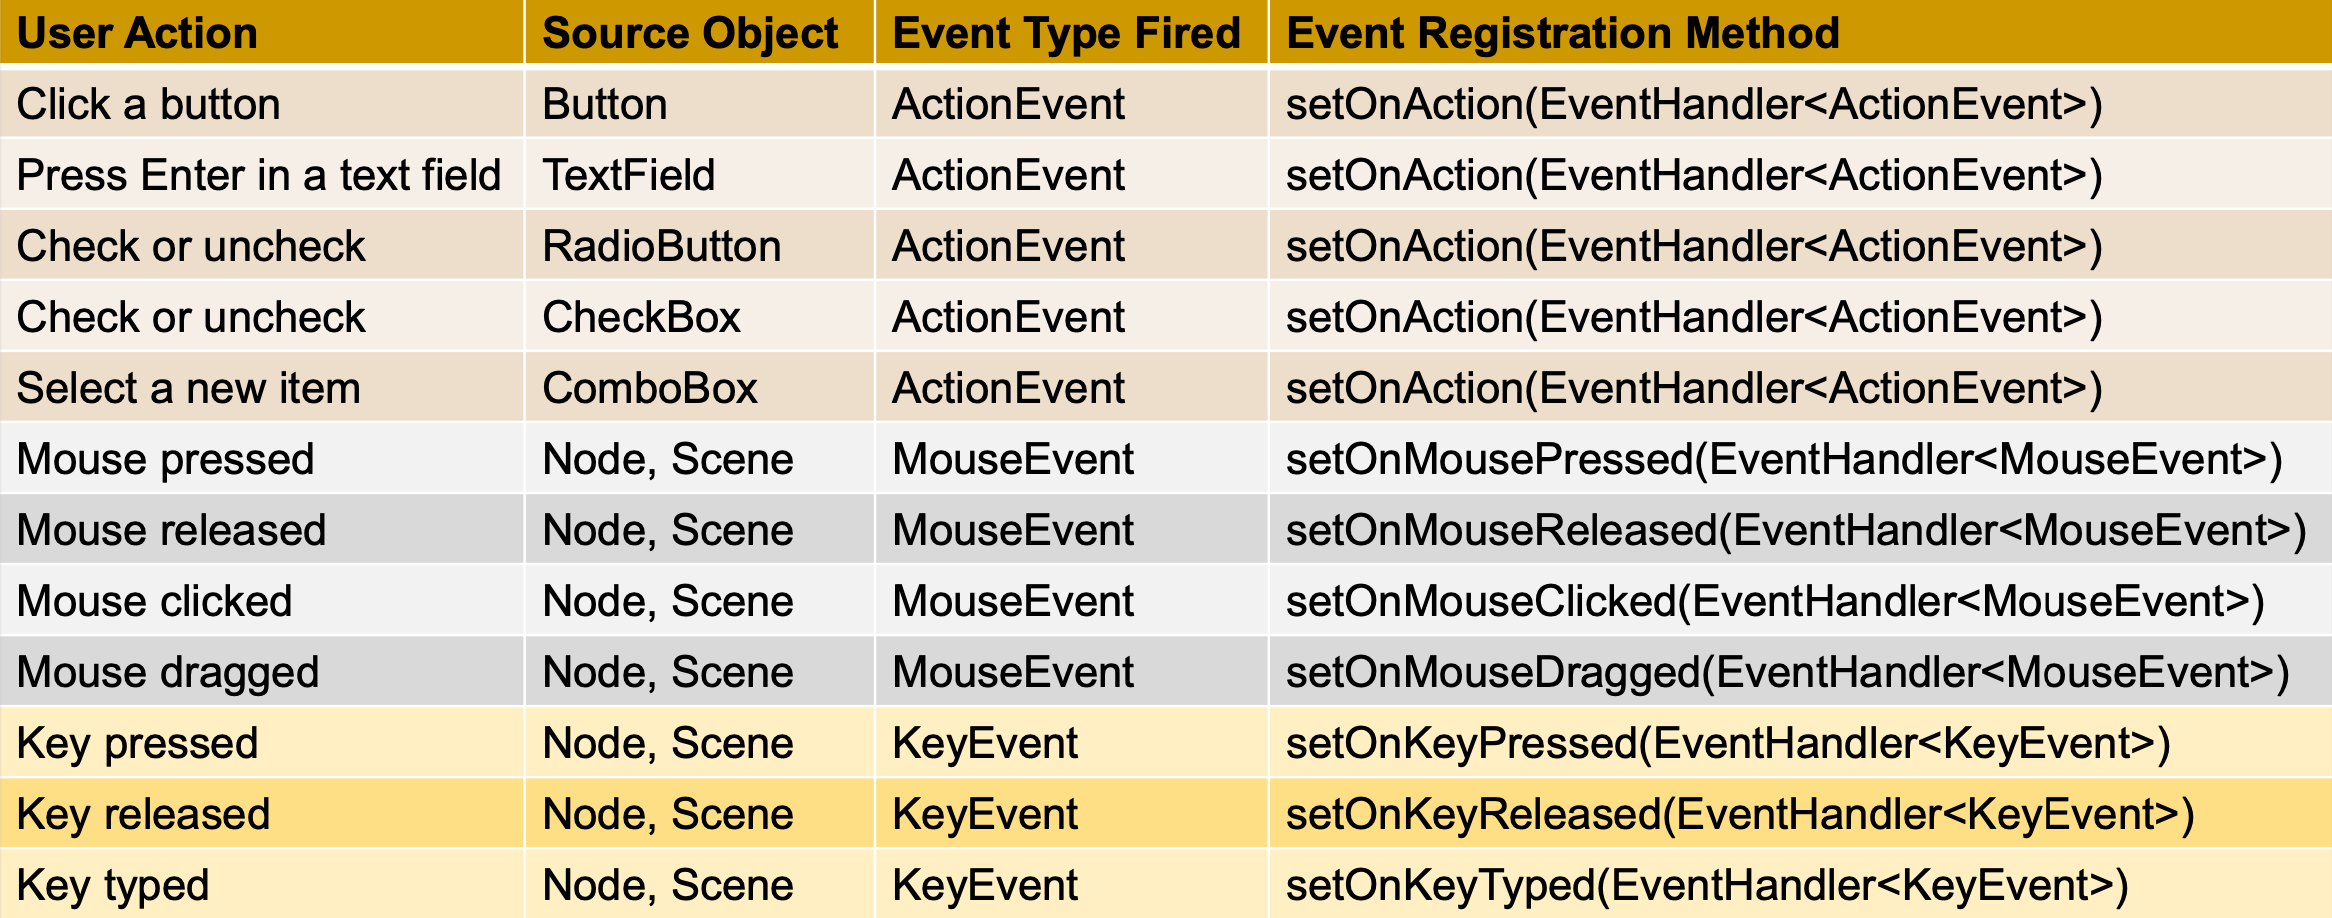 User Action Source Object Event Type Fired Event Registration Method
Click a button Button ActionEvent setOnAction(EventHandler<ActionEvent>)
Press Enter in a text field TextField ActionEvent setOnAction(EventHandler<ActionEvent>)
Check or uncheck RadioButton ActionEvent setOnAction(EventHandler<ActionEvent>)
Check or uncheck CheckBox ActionEvent setOnAction(EventHandler<ActionEvent>)
Select a new item ComboBox ActionEvent setOnAction(EventHandler<ActionEvent>)
Mouse pressed Node, Scene MouseEvent setOnMousePressed(EventHandler<MouseEvent>)
Mouse released Node, Scene MouseEvent setOnMouseReleased(EventHandler<MouseEvent>)
Mouse clicked Node, Scene MouseEvent setOnMouseClicked(EventHandler<MouseEvent>)
Mouse dragged Node, Scene MouseEvent setOnMouseDragged(EventHandler<MouseEvent>)
Key pressed Node, Scene KeyEvent setOnKeyPressed(EventHandler<KeyEvent>)
Key released Node, Scene KeyEvent setOnKeyReleased(EventHandler<KeyEvent>)
Key typed Node, Scene KeyEvent setOnKeyTyped(EventHandler<KeyEvent>)